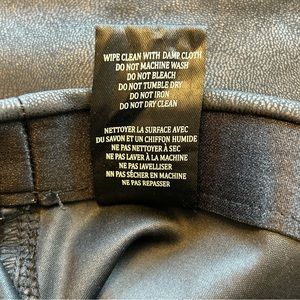 WIPE CLEAN WITH DAMP CLOTH
DO NOT MACHINE WASH
DO NOT BLEACH
DO NOT TUMBLE DRY
DO NOT IRON
DO NOT DRY CLEAN
NETTOYER LA SURFACE AVEC
DU SAVON ET UN CHIFFON HUMIDE
NE PAS NETTOYER À SEC
NE PAS LAVER À LA MACHINE
NE PAS JAVELLISER
NN PAS SÉCHER EN MACHINE
NE PAS REPASSER